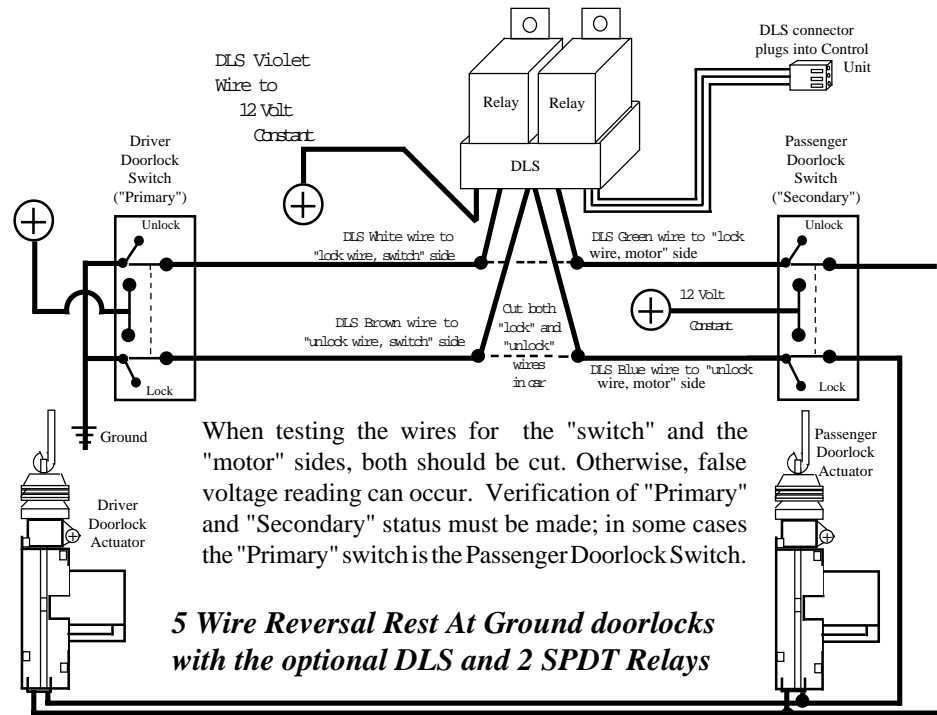 DLS Violet
Wire to
12 Volt
Constant
Relay
Relay
DLS
DLS connector
plugs into Control
Unit
Driver
Doorlock
Switch
("Primary")
Passenger
Doorlock
Switch
("Secondary")
Unlock
Unlock
DLS White wire to
"lock wire, switch" side
DLS Green wire to "lock
wire, motor" side
12 Volt
Constant
Cut both
"lock" and
"unlock"
wires
in car
DLS Brown wire to
"unlock wire, switch" side
DLS Blue wire to "unlock
wire, motor" side
Lock
Lock
Ground
Driver
Doorlock
Actuator
Passenger
Doorlock
Actuator
When testing the wires for the "switch" and the
"motor" sides, both should be cut. Otherwise, false
voltage reading can occur. Verification of "Primary"
and "Secondary" status must be made; in some cases
the "Primary" switch is the Passenger Doorlock Switch.
5 Wire Reversal Rest At Ground doorlocks
with the optional DLS and 2 SPDT Relays